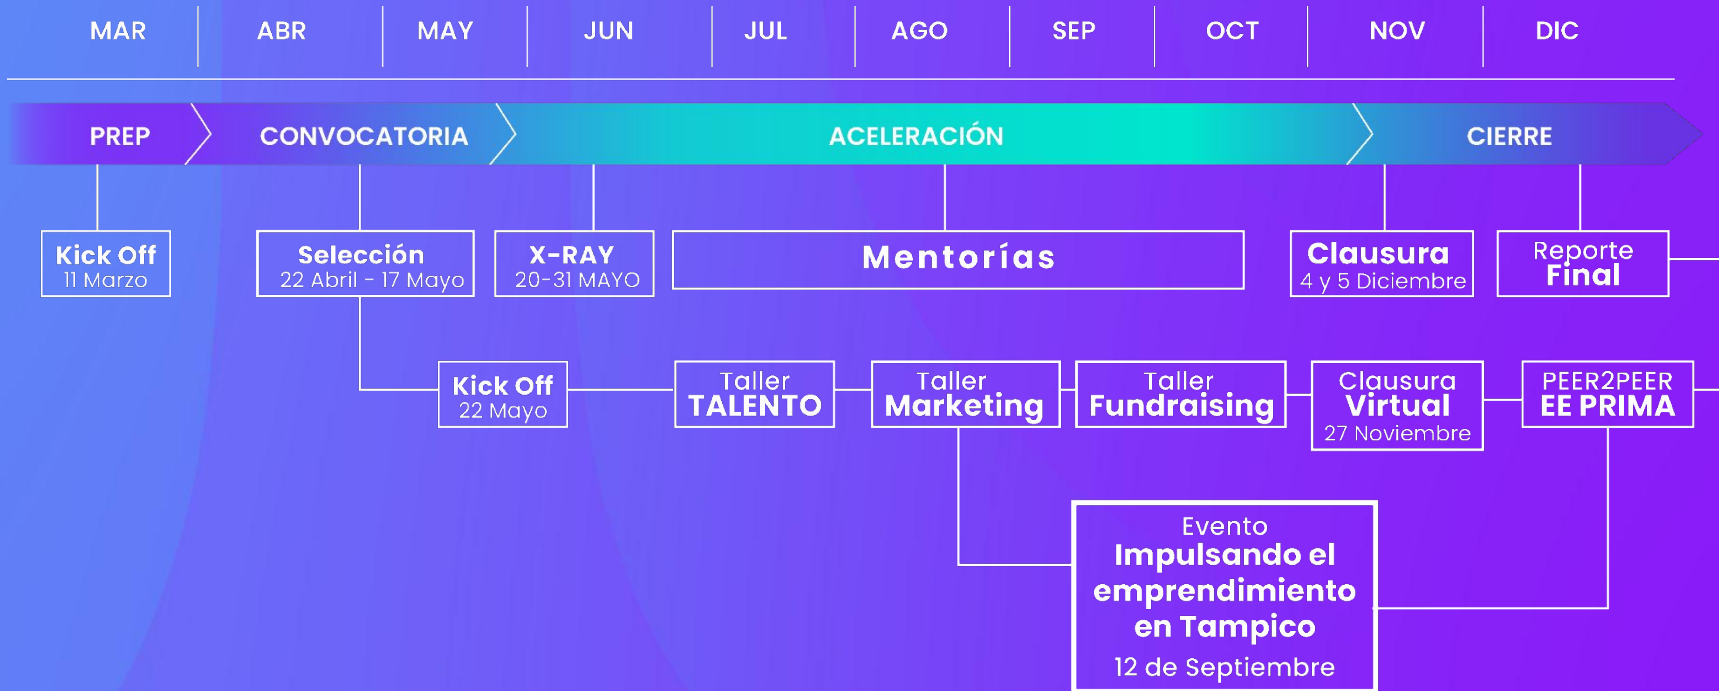 MAR ABR MAY JUN JUL AGO SEP OCT NOV DIC
PREP CONVOCATORIA ACELERACIÓN CIERRE
Kick Off
11 Marzo
Selección
22 Abril - 17 Mayo
X-RAY
20-31 MAYO
Mentorías
Clausura
4 y 5 Diciembre
Reporte
Final
Kick Off
22 Mayo
Taller
TALENTO
Taller
Marketing
Taller
Fundraising
Clausura
Virtual
27 Noviembre
PEER2PEER
EE PRIMA
Evento
Impulsando el
emprendimiento
en Tampico
12 de Septiembre